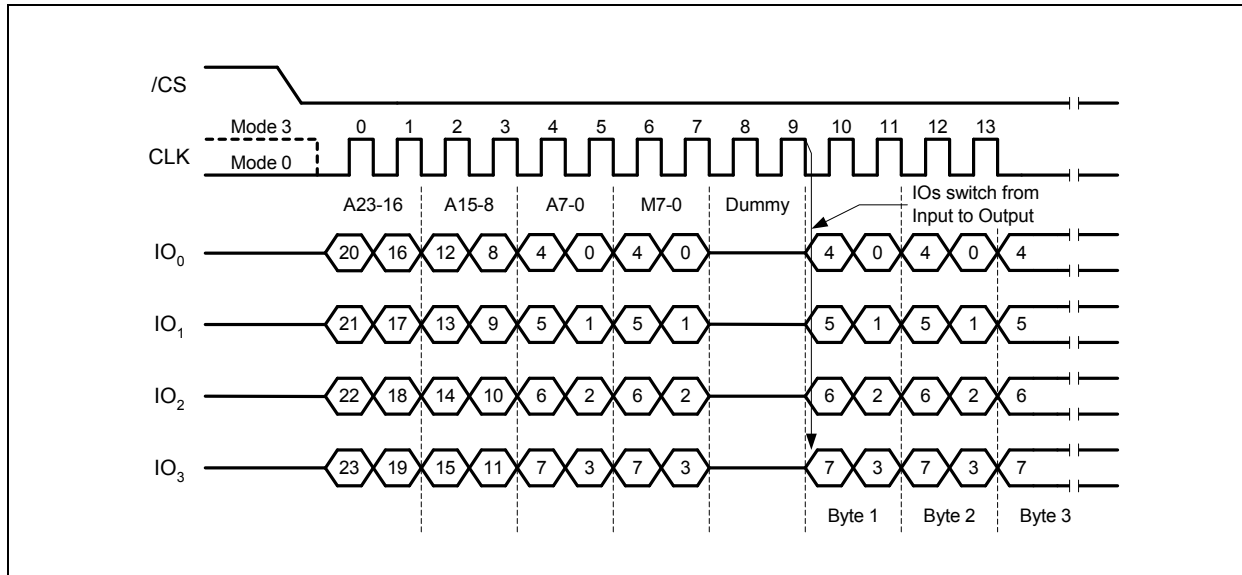 /CS
Mode 3 0 1 2 3 4 5 6 7 8 9 10 11 12 13
CLK
Mode 0
A23-16 A15-8 A7-0 M7-0 Dummy
IOs switch from
Input to Output
IO0 20 16 12 8 4 0 4 0 4 0 4 0 4
IO1 21 17 13 9 5 1 5 1 5 1 5 1 5
IO2 22 18 14 10 6 2 6 2 6 2 6 2 6
IO3 23 19 15 11 7 3 7 3 7 3 7 3 7
Byte 1 Byte 2 Byte 3